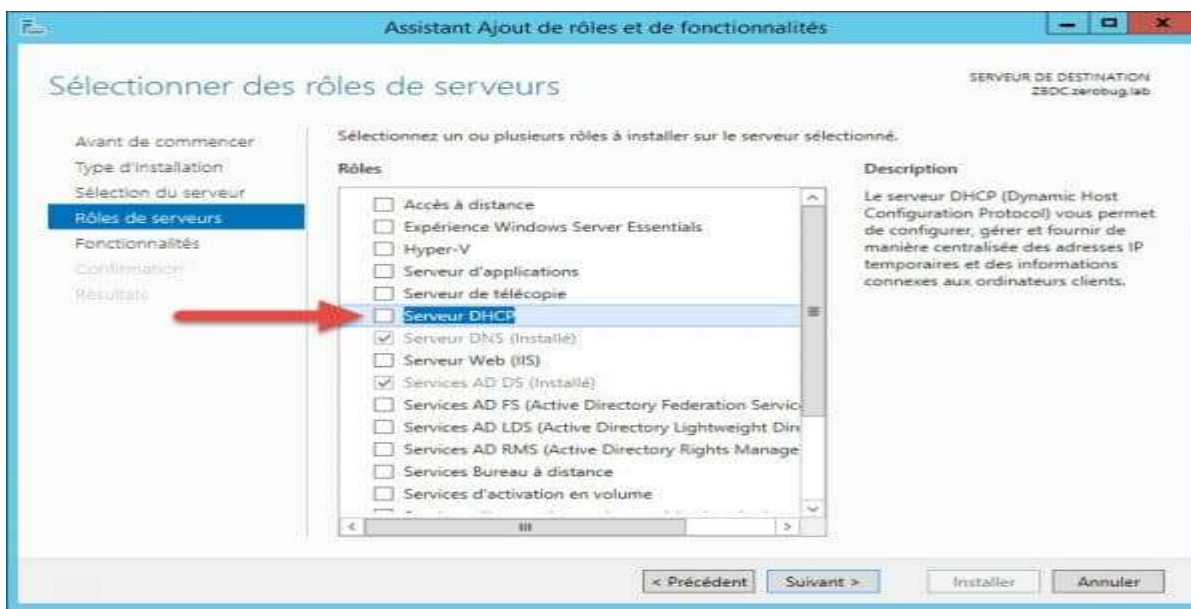 Assistant Ajout de rôles et de fonctionnalités
Sélectionner des rôles de serveurs
SERVEUR DE DESTINATION
ZBDC.zerobug.lab
Avant de commencer
Type d'installation
Sélection du serveur
Rôles de serveurs
Fonctionnalités
Confirmation
Résultats
Sélectionnez un ou plusieurs rôles à installer sur le serveur sélectionné.
Rôles
Accès à distance
Expérience Windows Server Essentials
Hyper-V
Serveur d'applications
Serveur de télécopie
Serveur DHCP
Serveur DNS (Installé)
Serveur Web (IIS)
Services AD DS (Installé)
Services AD FS (Active Directory Federation Servic
Services AD LDS (Active Directory Lightweight Dire
Services AD RMS (Active Directory Rights Manage
Services Bureau à distance
Services d'activation en volume
Description
Le serveur DHCP (Dynamic Host
Configuration Protocol) vous permet
de configurer, gérer et fournir de
manière centralisée des adresses IP
temporaires et des informations
connexes aux ordinateurs clients.
< Précédent
Suivant >
Installer
Annuler